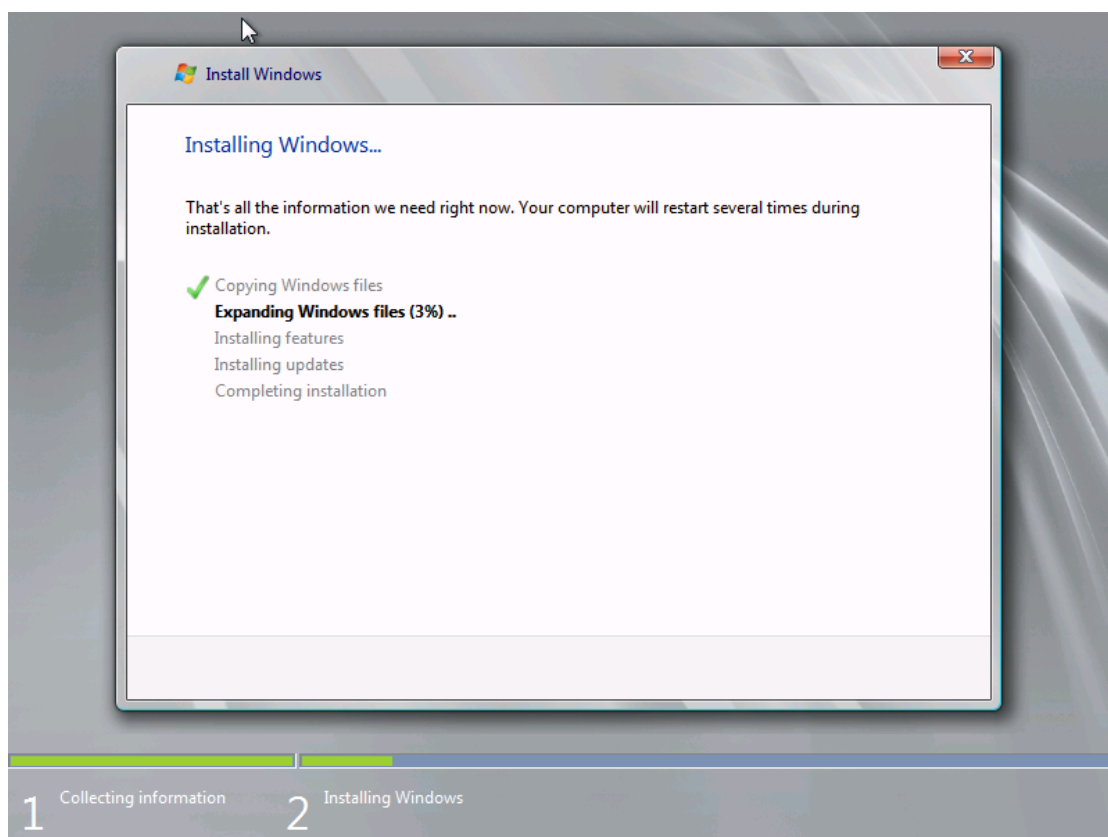 Install Windows
Installing Windows...
That's all the information we need right now. Your computer will restart several times during
installation.
Copying Windows files
Expanding Windows files (3%) ..
Installing features
Installing updates
Completing installation
1 Collecting information
2 Installing Windows